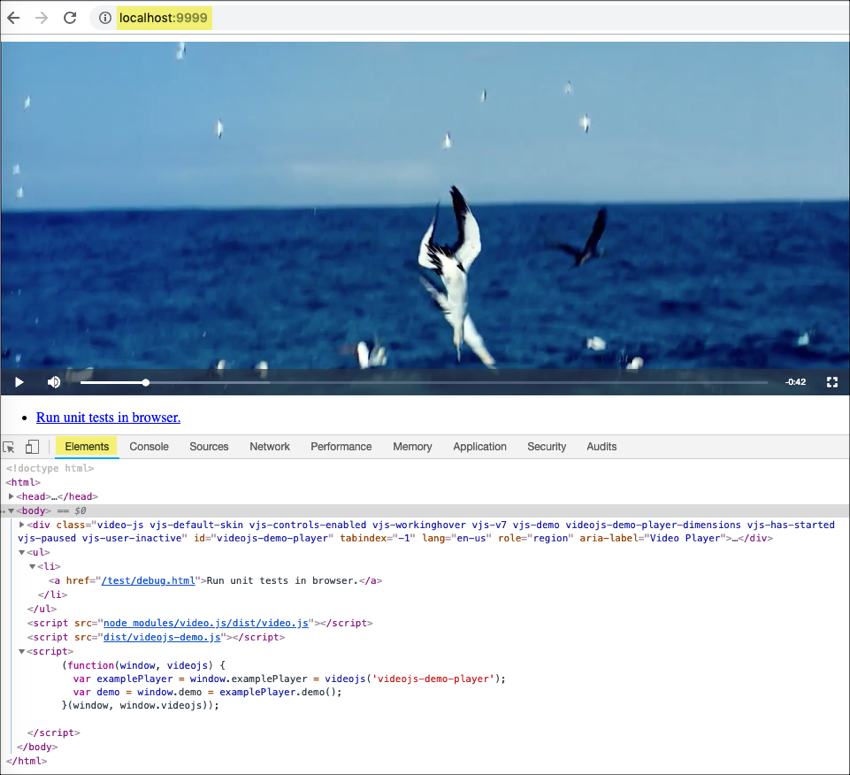 localhost:9999
-0:42
Run unit tests in browser.
Elements Console Sources Network Performance Memory Application Security Audits
<!doctype html>
<html>
<head>…</head>
<body> == $0
<div class="video-js vjs-default-skin vjs-controls-enabled vjs-workinghover vjs-v7 vjs-demo videojs-demo-player-dimensions vjs-has-started
vjs-paused vjs-user-inactive" id="videojs-demo-player" tabindex="-1" lang="en-us" role="region" aria-label="Video Player">…</div>
<ul>
<li>
<a href="/test/debug.html">Run unit tests in browser.</a>
</li>
</ul>
<script src="node_modules/video.js/dist/video.js"></script>
<script src="dist/videojs-demo.js"></script>
<script>
(function(window, videojs) {
var examplePlayer = window.examplePlayer = videojs('videojs-demo-player');
var demo = window.demo = examplePlayer.demo();
}(window, window.videojs));
</script>
</body>
</html>